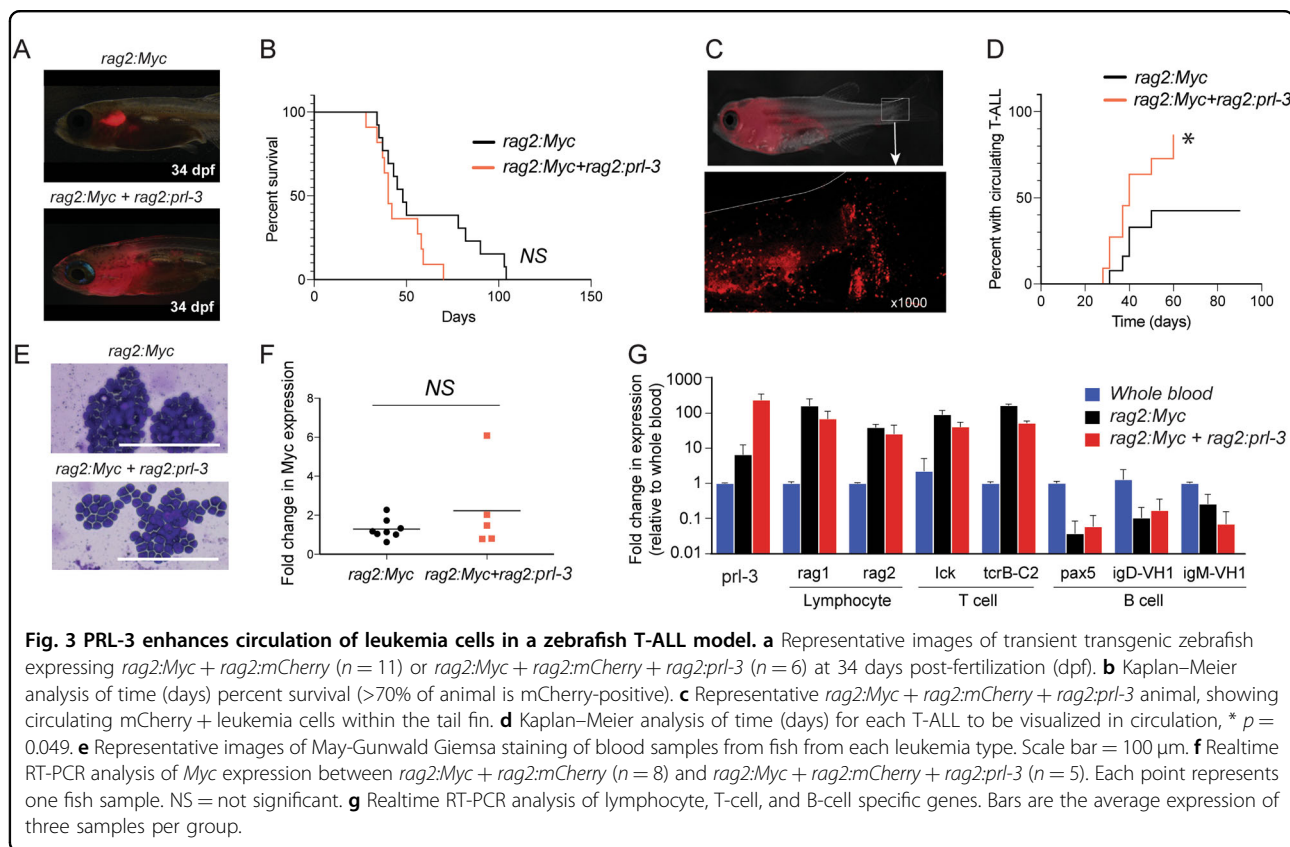 A
rag2:Myc
34 dpf
rag2:Myc + rag2:prl-3
34 dpf
B
Percent survival
100
50
0
0 50 100 150
Days
rag2:Myc
rag2:Myc+rag2:prl-3
NS
C
x1000
D
rag2:Myc
rag2:Myc+rag2:prl-3
Percent with circulating T-ALL
100
50
0
*
0 20 40 60 80 100
Time (days)
E
rag2:Myc
rag2:Myc + rag2:prl-3
F
NS
Fold change in Myc expression
8
6
4
2
0
rag2:Myc rag2:Myc+rag2:prl-3
G
Fold change in expression
(relative to whole blood)
1000
100
10
1
0.1
0.01
Whole blood
rag2:Myc
rag2:Myc + rag2:prl-3
prl-3 rag1 rag2 lck tcrB-C2 pax5 igD-VH1 igM-VH1
Lymphocyte T cell B cell
Fig. 3 PRL-3 enhances circulation of leukemia cells in a zebrafish T-ALL model. a Representative images of transient transgenic zebrafish
expressing rag2:Myc + rag2:mCherry (n = 11) or rag2:Myc + rag2:mCherry + rag2:prl-3 (n = 6) at 34 days post-fertilization (dpf). b Kaplan–Meier
analysis of time (days) percent survival (>70% of animal is mCherry-positive). c Representative rag2:Myc + rag2:mCherry + rag2:prl-3 animal, showing
circulating mCherry + leukemia cells within the tail fin. d Kaplan–Meier analysis of time (days) for each T-ALL to be visualized in circulation, * p =
0.049. e Representative images of May-Gunwald Giemsa staining of blood samples from fish from each leukemia type. Scale bar = 100 µm. f Realtime
RT-PCR analysis of Myc expression between rag2:Myc + rag2:mCherry (n = 8) and rag2:Myc + rag2:mCherry + rag2:prl-3 (n = 5). Each point represents
one fish sample. NS = not significant. g Realtime RT-PCR analysis of lymphocyte, T-cell, and B-cell specific genes. Bars are the average expression of
three samples per group.